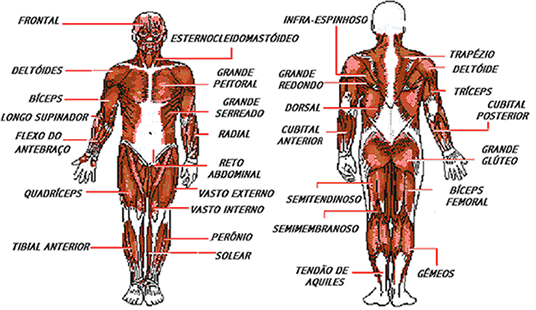 FRONTAL
ESTERNOCLEIDOMASTÓIDEO
DELTÓIDES
GRANDE
PEITORAL
BÍCEPS
GRANDE
SERREADO
LONGO SUPINADOR
FLEXO DO
ANTEBRAÇO
RADIAL
RETO
ABDOMINAL
QUADRÍCEPS
VASTO EXTERNO
VASTO INTERNO
TIBIAL ANTERIOR
PERÔNIO
SOLEAR
INFRA-ESPINHOSO
TRAPÉZIO
DELTÓIDE
GRANDE
REDONDO
TRÍCEPS
DORSAL
CUBITAL
POSTERIOR
CUBITAL
ANTERIOR
GRANDE
GLÚTEO
SEMITENDINOSO
BÍCEPS
FEMORAL
SEMIMEMBRANOSO
TENDÃO DE
AQUILES
GÊMEOS